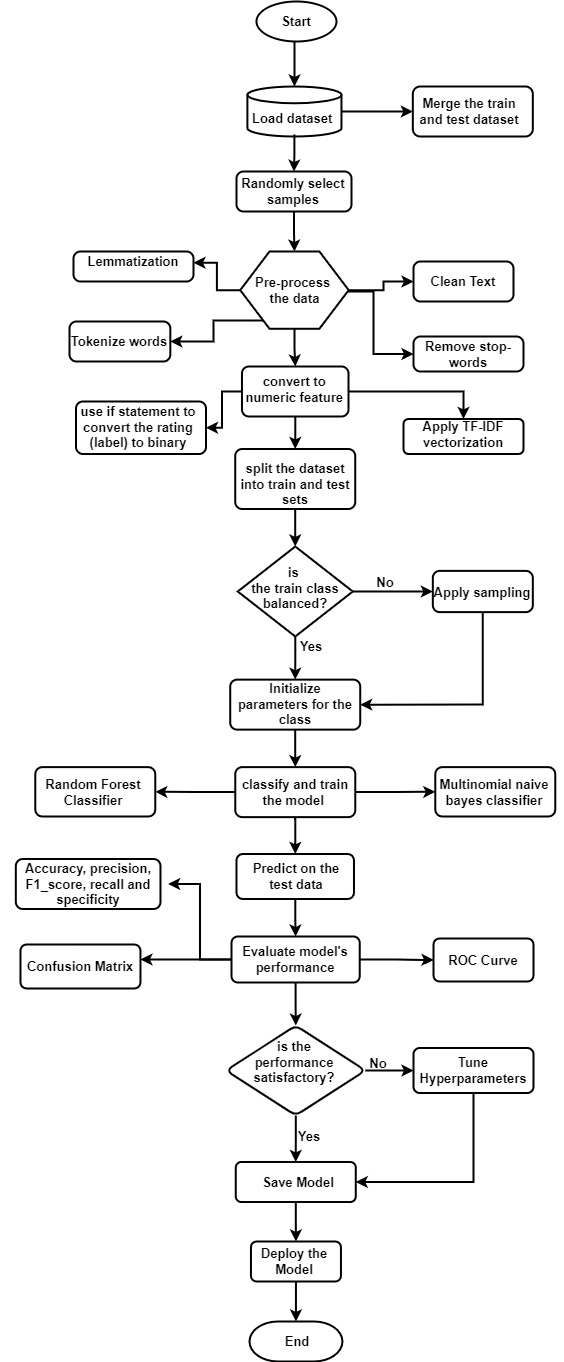 Start
Load dataset
Merge the train
and test dataset
Randomly select
samples
Lemmatization
Pre-process
the data
Clean Text
Tokenize words
Remove stop-
words
convert to
numeric feature
use if statement to
convert the rating
(label) to binary
Apply TF-IDF
vectorization
split the dataset
into train and test
sets
is
the train class
balanced?
No
Apply sampling
Yes
Initialize
parameters for the
class
Random Forest
Classifier
classify and train
the model
Multinomial naive
bayes classifier
Predict on the
test data
Accuracy, precision,
F1_score, recall and
specificity
Evaluate model's
performance
Confusion Matrix
ROC Curve
is the
performance
satisfactory?
No
Tune
Hyperparameters
Yes
Save Model
Deploy the
Model
End